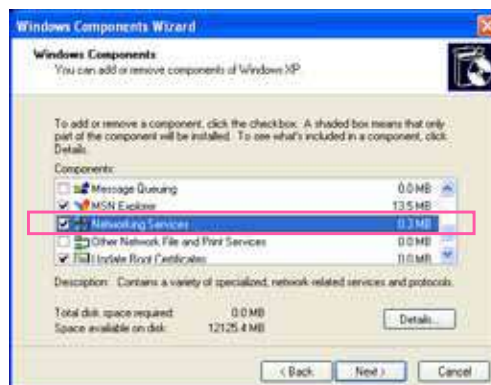 Windows Components Wizard
Windows Components
You can add or remove components of Windows XP.
To add or remove a component, click the checkbox. A shaded box means that only
part of the component will be installed. To see what's included in a component, click
Details.
Components:
Message Queuing 0.0 MB
MSN Explorer 13.5 MB
Networking Services 0.3 MB
Other Network File and Print Services 0.0 MB
Update Root Certificates 0.0 MB
Description: Contains a variety of specialized, network-related services and protocols.
Total disk space required: 0.0 MB
Space available on disk: 12125.4 MB
Details...
< Back Next > Cancel